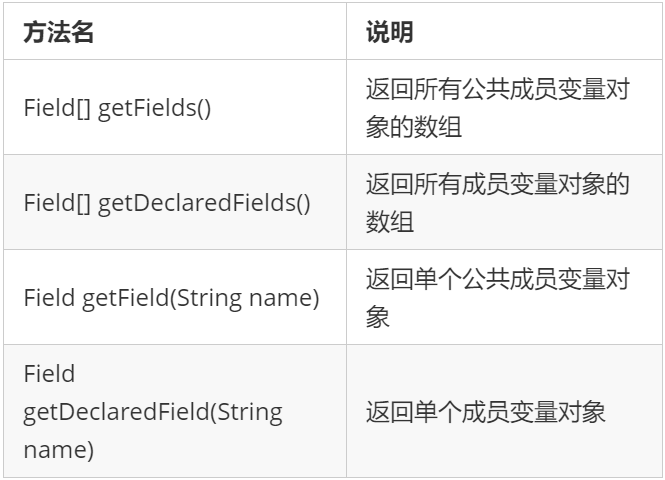 方法名
说明
Field[] getFields()
返回所有公共成员变量对
象的数组
Field[] getDeclaredFields()
返回所有成员变量对象的
数组
Field getField(String name)
返回单个公共成员变量对
象
Field
getDeclaredField(String
name)
返回单个成员变量对象